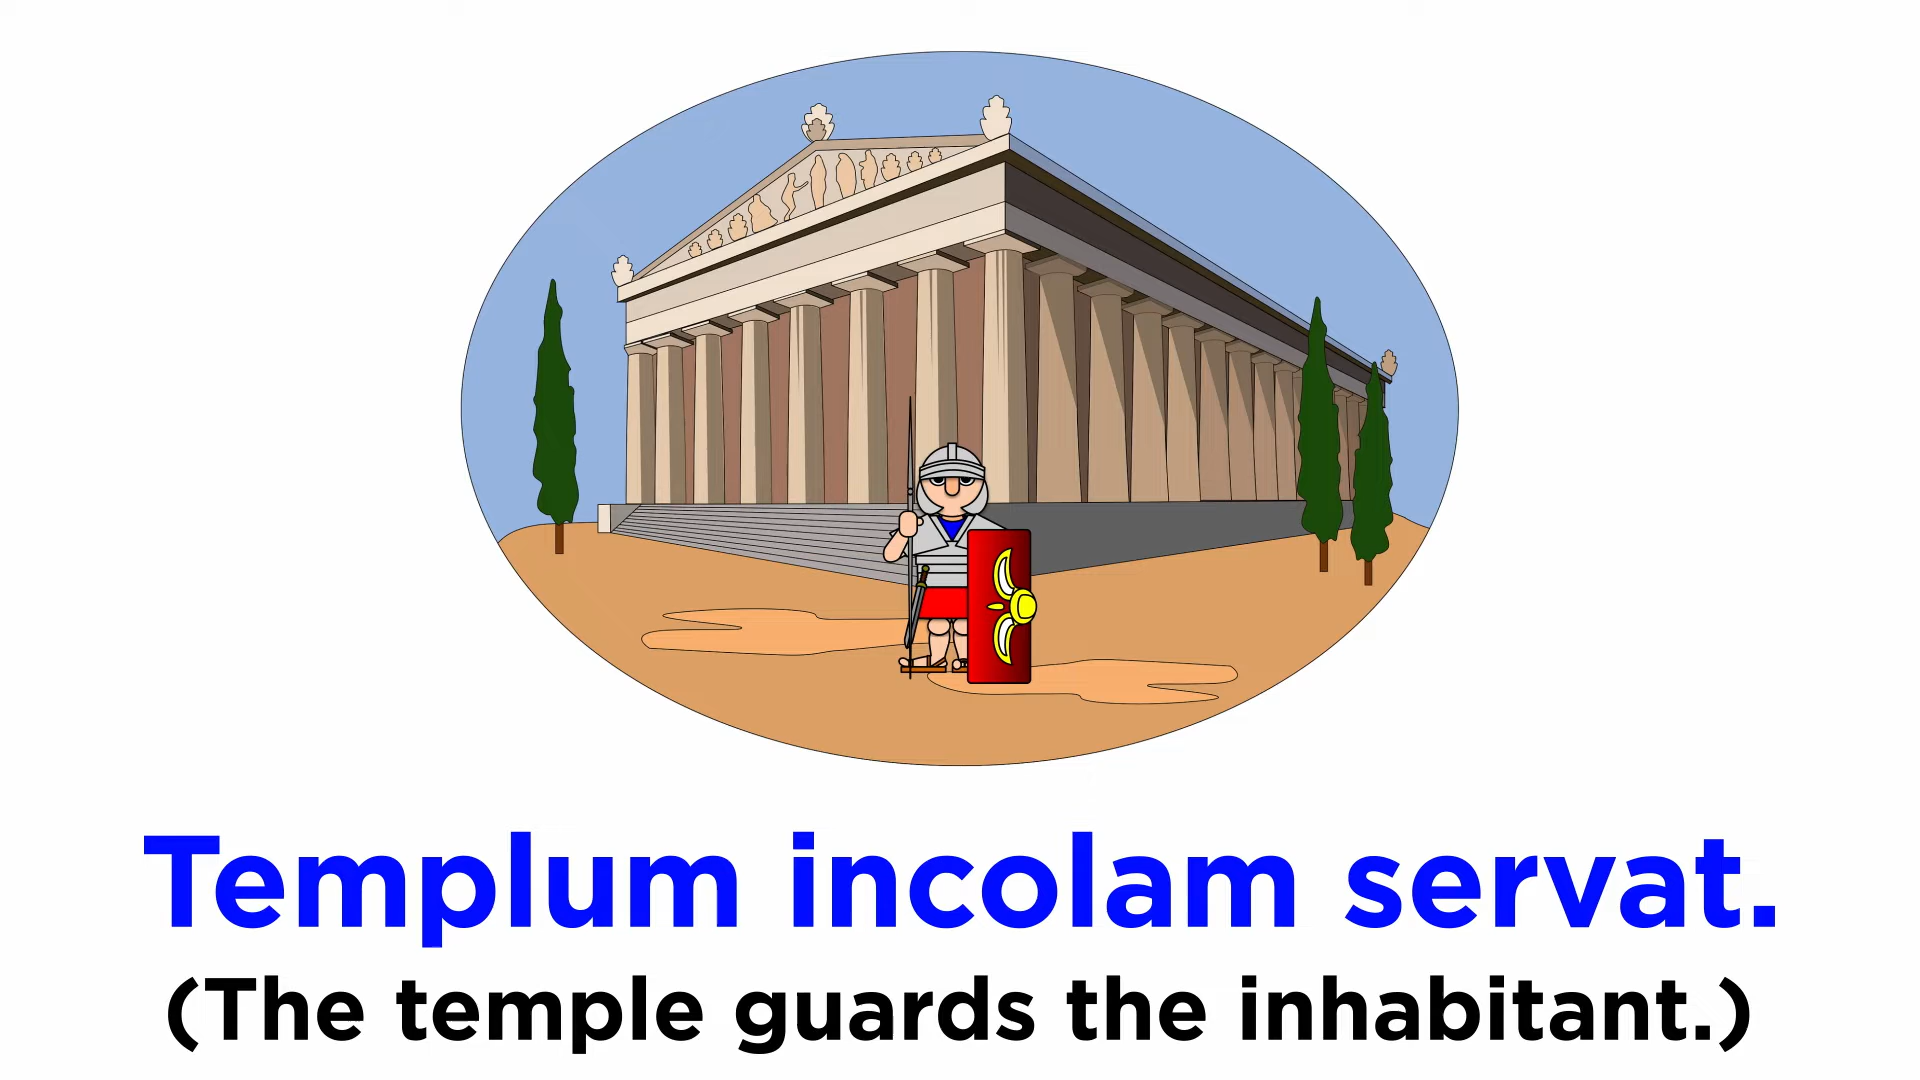 Templum incolam servat.
(The temple guards the inhabitant.)